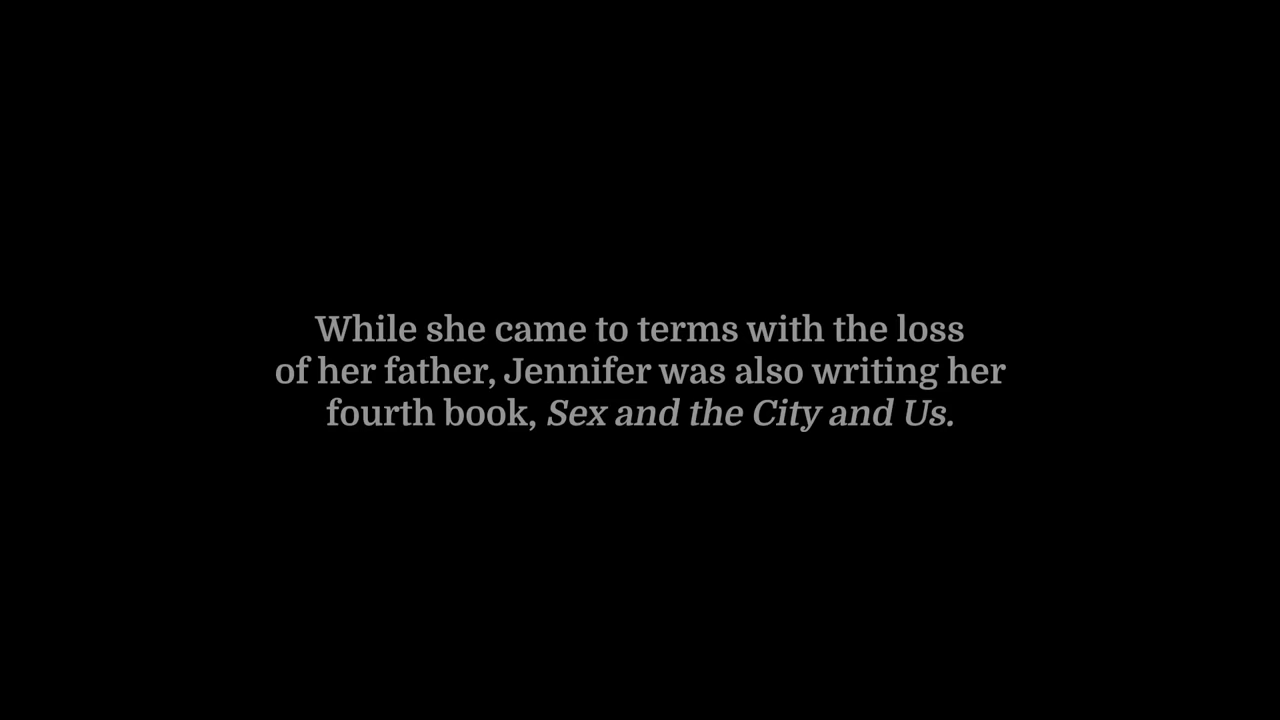 While she came to terms with the loss
of her father, Jennifer was also writing her
fourth book, Sex and the City and Us.